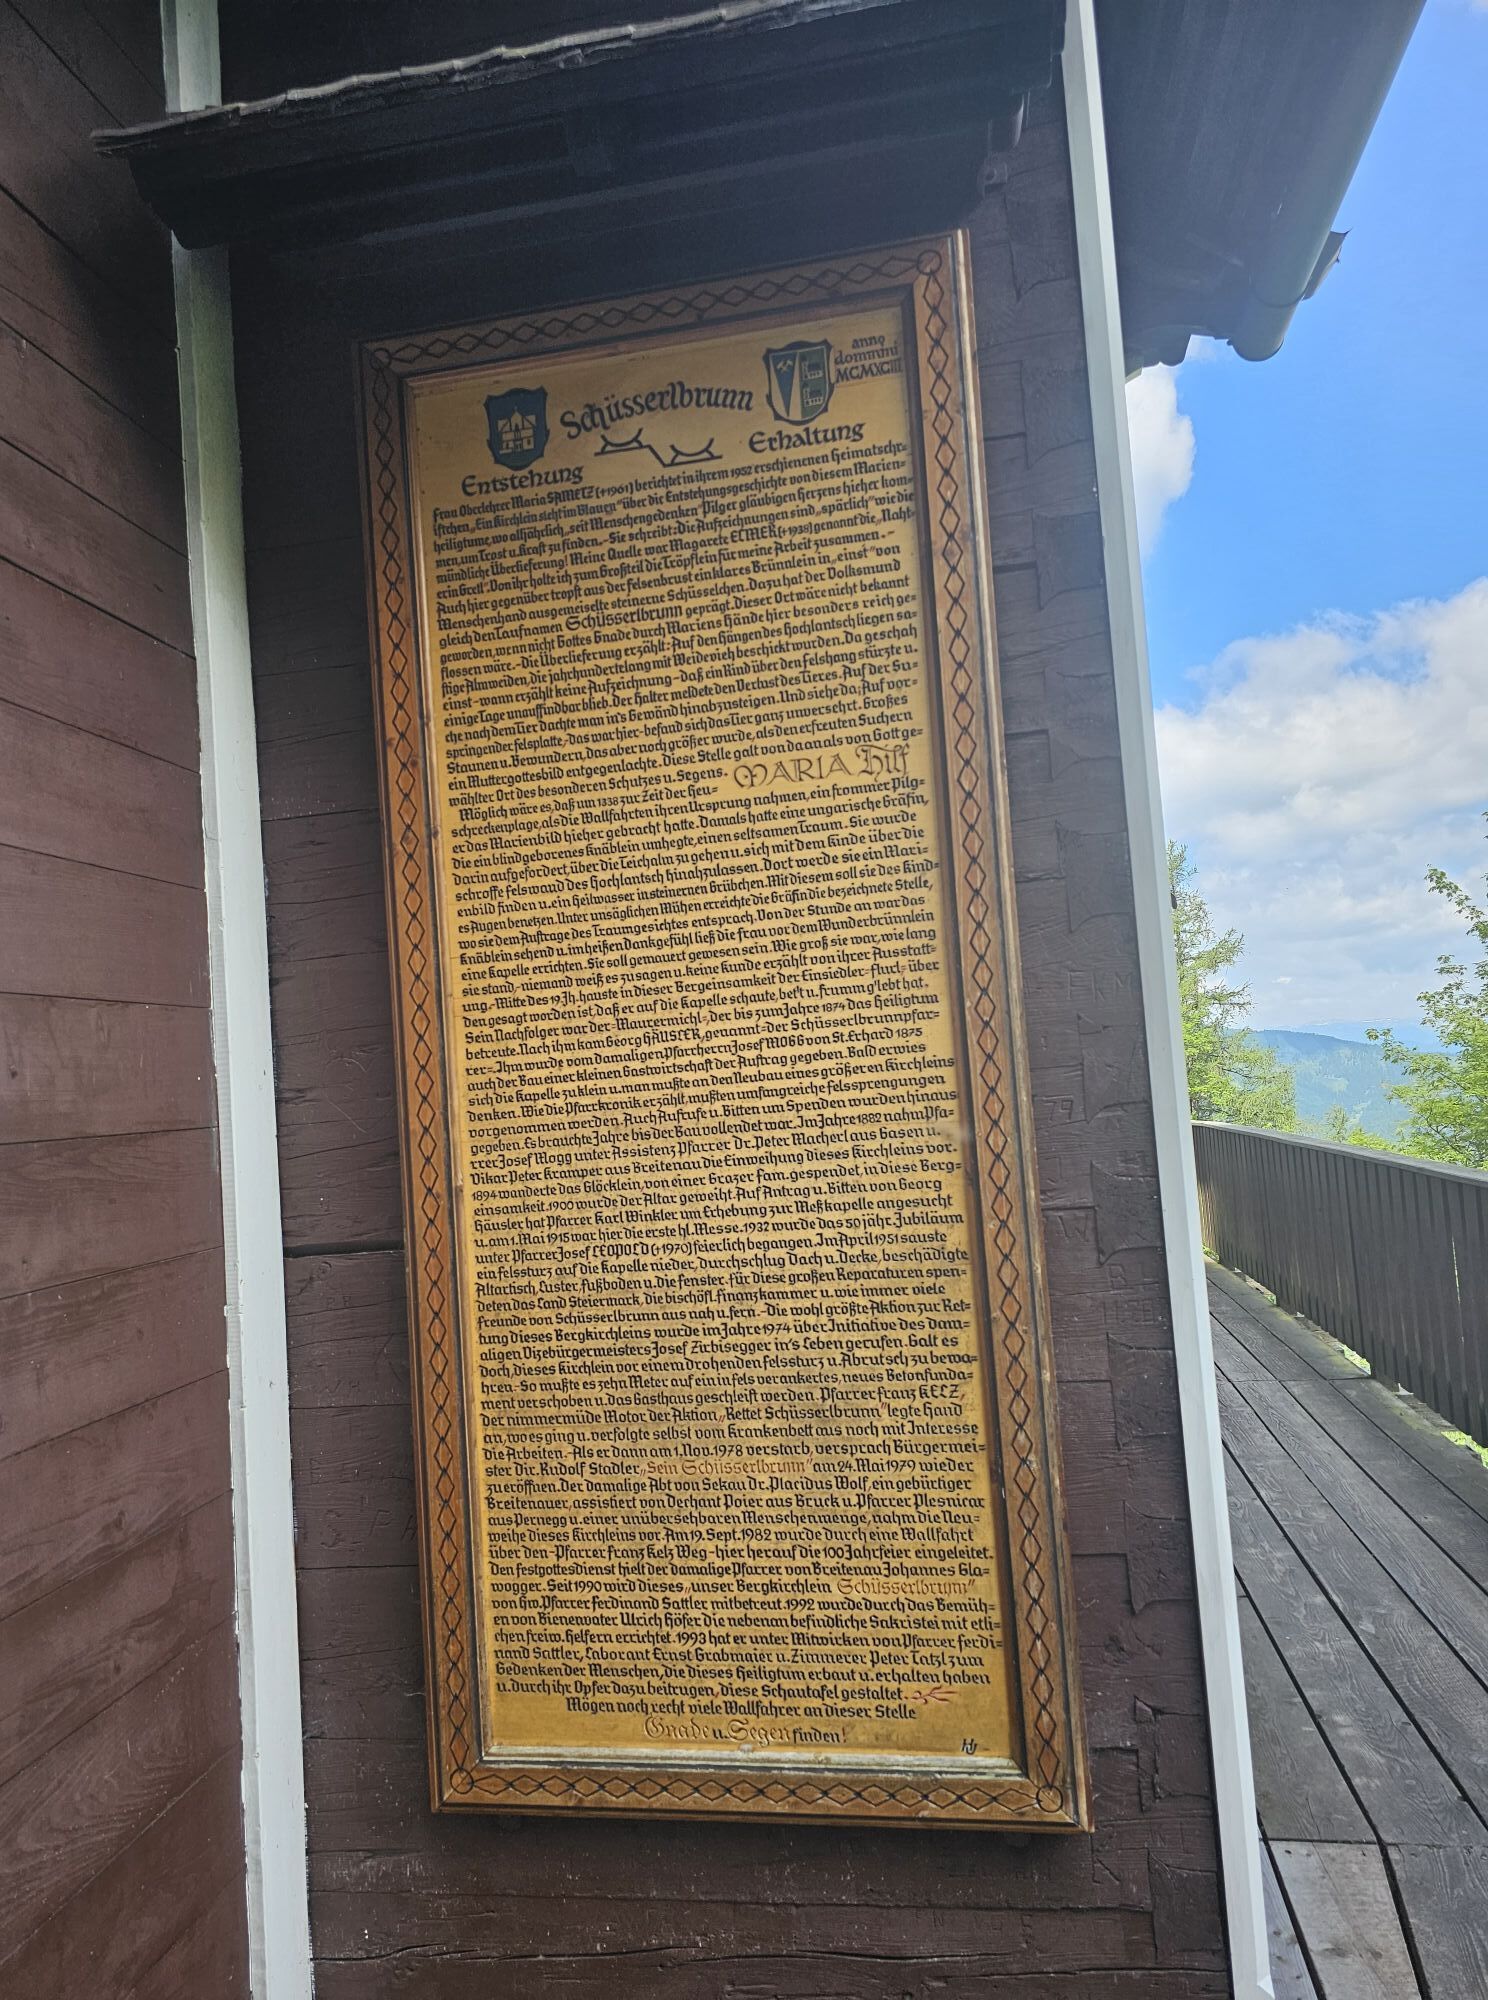 Schüsserlbrunn
anno
dommini
MCMXCIII
Entstehung
Erhaltung
Frau Oberlehrer Maria SAMETZ (+1961) berichtet in ihrem 1952 erschienenen Heimatschr=
iftchen „Ein Kirchlein steht im Blauen" über die Entstehungsgeschichte von diesem Marien=
heiligtume, wo alljährlich „seit Menschengedenken" Pilger gläubigen Herzens hieher kom=
men, um Trost u. Kraft zu finden.-Sie schreibt: Die Aufzeichnungen sind „spärlich" wie die
mündliche Überlieferung! Meine Quelle war Magarete ECMER (+1938) genannt die „Naht=
erin Gretl". Von ihr holte ich zum Großteil die Tröpflein für meine Arbeit zusammen.-
Auch hier gegenüber tropft aus der Felsenbrust ein klares Brünnlein in „einst" von
Menschenhand ausgemeiselte steinerne Schüsselchen. Dazu hat der Volksmund
gleich den Taufnamen Schüsserlbrunn geprägt. Dieser Ort wäre nicht bekannt
geworden, wenn nicht Gottes Gnade durch Mariens Hände hier besonders reich ge=
flossen wäre.-Die Überlieferung erzählt: Auf den Hängen des Hochlantsch liegen sa=
ftige Almweiden, die jahrhundertelang mit Weidevieh beschickt wurden. Da geschah
einst-wann erzählt keine Aufzeichnung-daß ein Rind über den Felshang stürzte u.
einige Tage unauffindbar blieb. Der Halter meldete den Verlust des Tieres. Auf der Su=
che nach dem Tier dachte man in's Gewänd hinabzusteigen. Und siehe da; Auf vor=
springender Felsplatte,-das war hier-befand sich das Tier ganz unversehrt. Großes
Staunen u. Bewundern, das aber noch größer wurde, als den erfreuten Suchern
ein Muttergottesbild entgegenlachte. Diese Stelle galt von da an als von Gott ge=
wählter Ort des besonderen Schutzes u. Segens. MARIA Hilf
Möglich wäre es, daß um 1338 zur Zeit der Heu=
schreckenplage, als die Wallfahrten ihren Ursprung nahmen, ein frommer Pilg=
er das Marienbild hieher gebracht hatte. Damals hatte eine ungarische Gräfin,
die ein blindgeborenes Knäblein umhegte, einen seltsamen Traum. Sie wurde
darin aufgefordert, über die Teichalm zu gehen u. sich mit dem Kinde über die
schroffe Felswand des Hochlantsch hinabzulassen. Dort werde sie ein Mari=
enbild finden u. ein Heilwasser in steinernen Grübchen. Mit diesem soll sie des Kind=
es Augen benetzen. Unter unsäglichen Mühen erreichte die Gräfin die bezeichnete Stelle,
wo sie dem Auftrage des Traumgesichtes entsprach. Von der Stunde an war das
Knäblein sehend u. im heißen Dankgefühl ließ die Frau vor dem Wunderbrünnlein
eine Kapelle errichten. Sie soll gemauert gewesen sein. Wie groß sie war, wie lang
sie stand,-niemand weiß es zu sagen u. keine Kunde erzählt von ihrer Ausstatt=
ung.-Mitte des 19 Jh. hauste in dieser Bergeinsamkeit der Einsiedler=Flurl= über
den gesagt worden ist, daß er auf die Kapelle schaute, bet't u. frumm g'lebt hat.
Sein Nachfolger war der=Maurermichl=, der bis zum Jahre 1874 das Heiligtum
betreute. Nach ihm kam Georg HÄUSLER, genannt=der Schüsserlbrunnpfar=
rer=. Ihm wurde vom damaligen Pfarrherrn Josef MOGG von St. Erhard 1875
auch der Bau einer kleinen Gastwirtschaft der Auftrag gegeben. Bald erwies
sich die Kapelle zu klein u. man mußte an den Neubau eines größeren Kirchleins
denken. Wie die Pfarrkronik erzählt, mußten umfangreiche Felssprengungen
vorgenommen werden. Auch Aufrufe u. Bitten um Spenden wurden hinaus
gegeben. Es brauchte Jahre bis der Bau vollendet war. Im Jahre 1882 nahm Pfa=
rrer Josef Mogg unter Assistenz Pfarrer Dr. Peter Macherl aus Gasen u.
Vikar Peter Kramper aus Breitenau die Einweihung dieses Kirchleins vor.
1894 wanderte das Glöcklein, von einer Grazer Fam. gespendet, in diese Berg=
einsamkeit. 1900 wurde der Altar geweiht. Auf Antrag u. Bitten von Georg
Häusler hat Pfarrer Karl Winkler um Erhebung zur Meßkapelle angesucht
u. am 1. Mai 1915 war hier die erste hl. Messe. 1932 wurde das 50 jähr. Jubiläum
unter Pfarrer Josef LEOPOLD (+1970) feierlich begangen. Im April 1951 sauste
ein Felssturz auf die Kapelle nieder, durchschlug Dach u. Decke, beschädigte
Altartisch, Luster, Fußboden u. die Fenster. Für diese großen Reparaturen spen=
deten das Land Steiermark, die bischöfl. Finanzkammer u. wie immer viele
Freunde von Schüsserlbrunn aus nah u. fern.-Die wohl größte Aktion zur Ret=
tung dieses Bergkirchleins wurde im Jahre 1974 über Initiative des dam=
aligen Vizebürgermeisters Josef Zirbisegger in's Leben gerufen. Galt es
doch, dieses Kirchlein vor einem drohenden Felssturz u. Abrutsch zu bewa=
hren.-So mußte es zehn Meter auf ein in Fels verankertes, neues Betonfunda=
ment verschoben u. das Gasthaus geschleift werden. Pfarrer Franz KELZ,
der nimmermüde Motor der Aktion „Rettet Schüsserlbrunn" legte Hand
an, wo es ging u. verfolgte selbst vom Krankenbett aus noch mit Interesse
die Arbeiten.-Als er dann am 1. Nov. 1978 verstarb, versprach Bürgermei=
ster Dir. Rudolf Stadler „Sein Schüsserlbrunn" am 24. Mai 1979 wieder
zu eröffnen. Der damalige Abt von Sekau Dr. Placidus Wolf, ein gebürtiger
Breitenauer, assistiert von Dechant Poier aus Bruck u. Pfarrer Plesnicar
aus Pernegg u. einer unübersehbaren Menschenmenge, nahm die Neu=
weihe dieses Kirchleins vor. Am 19. Sept. 1982 wurde durch eine Wallfahrt
über den-Pfarrer Franz Kelz Weg-hier herauf die 100 Jahrfeier eingeleitet.
Den Festgottesdienst hielt der damalige Pfarrer von Breitenau Johannes Gla=
wogger. Seit 1990 wird dieses „unser Bergkirchlein Schüsserlbrunn"
von Hw. Pfarrer Ferdinand Sattler mitbetreut. 1992 wurde durch das Bemüh=
en von Bienenvater Ulrich Höfer die nebenan befindliche Sakristei mit etli=
chen freiw. Helfern errichtet. 1993 hat er unter Mitwirken von Pfarrer Ferdi=
nand Sattler, Laborant Ernst Grabmaier u. Zimmerer Peter Tatzl zum
Gedenken der Menschen, die dieses Heiligtum erbaut u. erhalten haben
u. durch ihr Opfer dazu beitrugen, diese Schautafel gestaltet.
Mögen noch recht viele Wallfahrer an dieser Stelle
Gnade u. Segen finden!